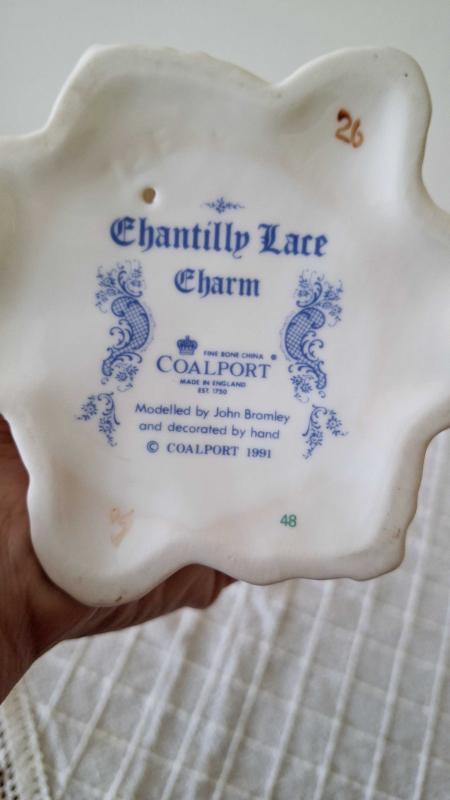 26
Chantilly Lace
Charm
FINE BONE CHINA
COALPORT
MADE IN ENGLAND
EST. 1750
Modelled by John Bromley
and decorated by hand
© COALPORT 1991
48